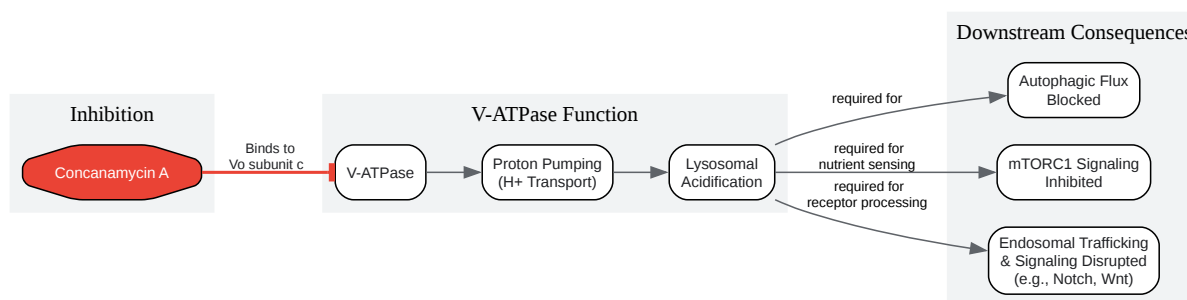 Downstream Consequences
Inhibition
V-ATPase Function
Concanamycin A
Binds to
Vo subunit c
V-ATPase
Proton Pumping
(H+ Transport)
Lysosomal
Acidification
required for
Autophagic Flux
Blocked
required for
nutrient sensing
mTORC1 Signaling
Inhibited
required for
receptor processing
Endosomal Trafficking
& Signaling Disrupted
(e.g., Notch, Wnt)